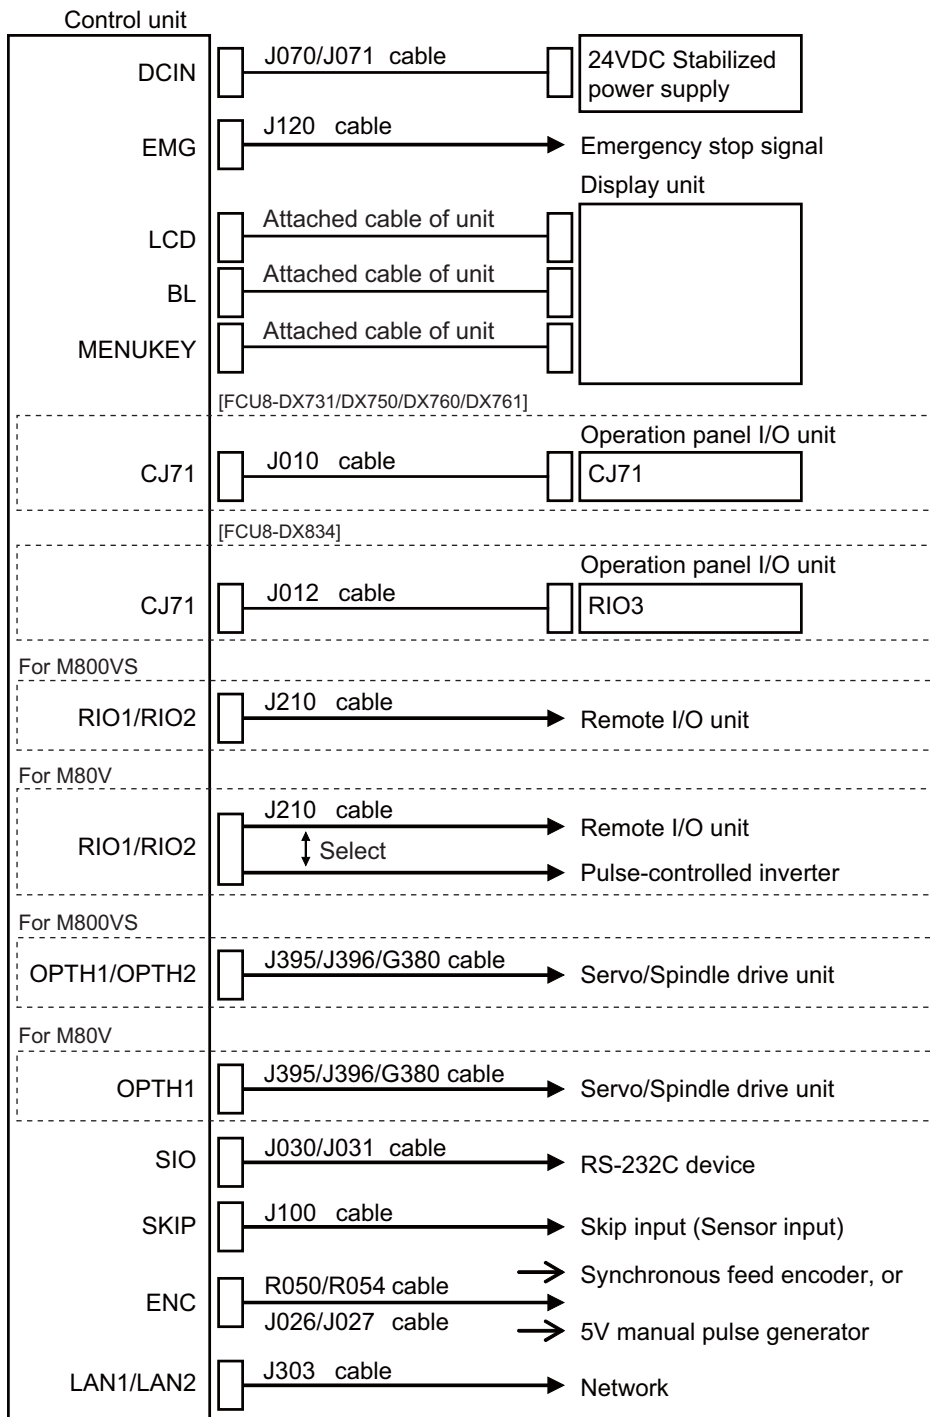 Control unit
DCIN
J070/J071 cable
24VDC Stabilized
power supply
EMG
J120 cable
Emergency stop signal
Display unit
LCD
Attached cable of unit
BL
Attached cable of unit
MENUKEY
Attached cable of unit
[FCU8-DX731/DX750/DX760/DX761]
Operation panel I/O unit
CJ71
J010 cable
CJ71
[FCU8-DX834]
Operation panel I/O unit
CJ71
J012 cable
RIO3
For M800VS
RIO1/RIO2
J210 cable
Remote I/O unit
For M80V
RIO1/RIO2
J210 cable
Remote I/O unit
Select
Pulse-controlled inverter
For M800VS
OPTH1/OPTH2
J395/J396/G380 cable
Servo/Spindle drive unit
For M80V
OPTH1
J395/J396/G380 cable
Servo/Spindle drive unit
SIO
J030/J031 cable
RS-232C device
SKIP
J100 cable
Skip input (Sensor input)
ENC
R050/R054 cable
Synchronous feed encoder, or
J026/J027 cable
5V manual pulse generator
LAN1/LAN2
J303 cable
Network